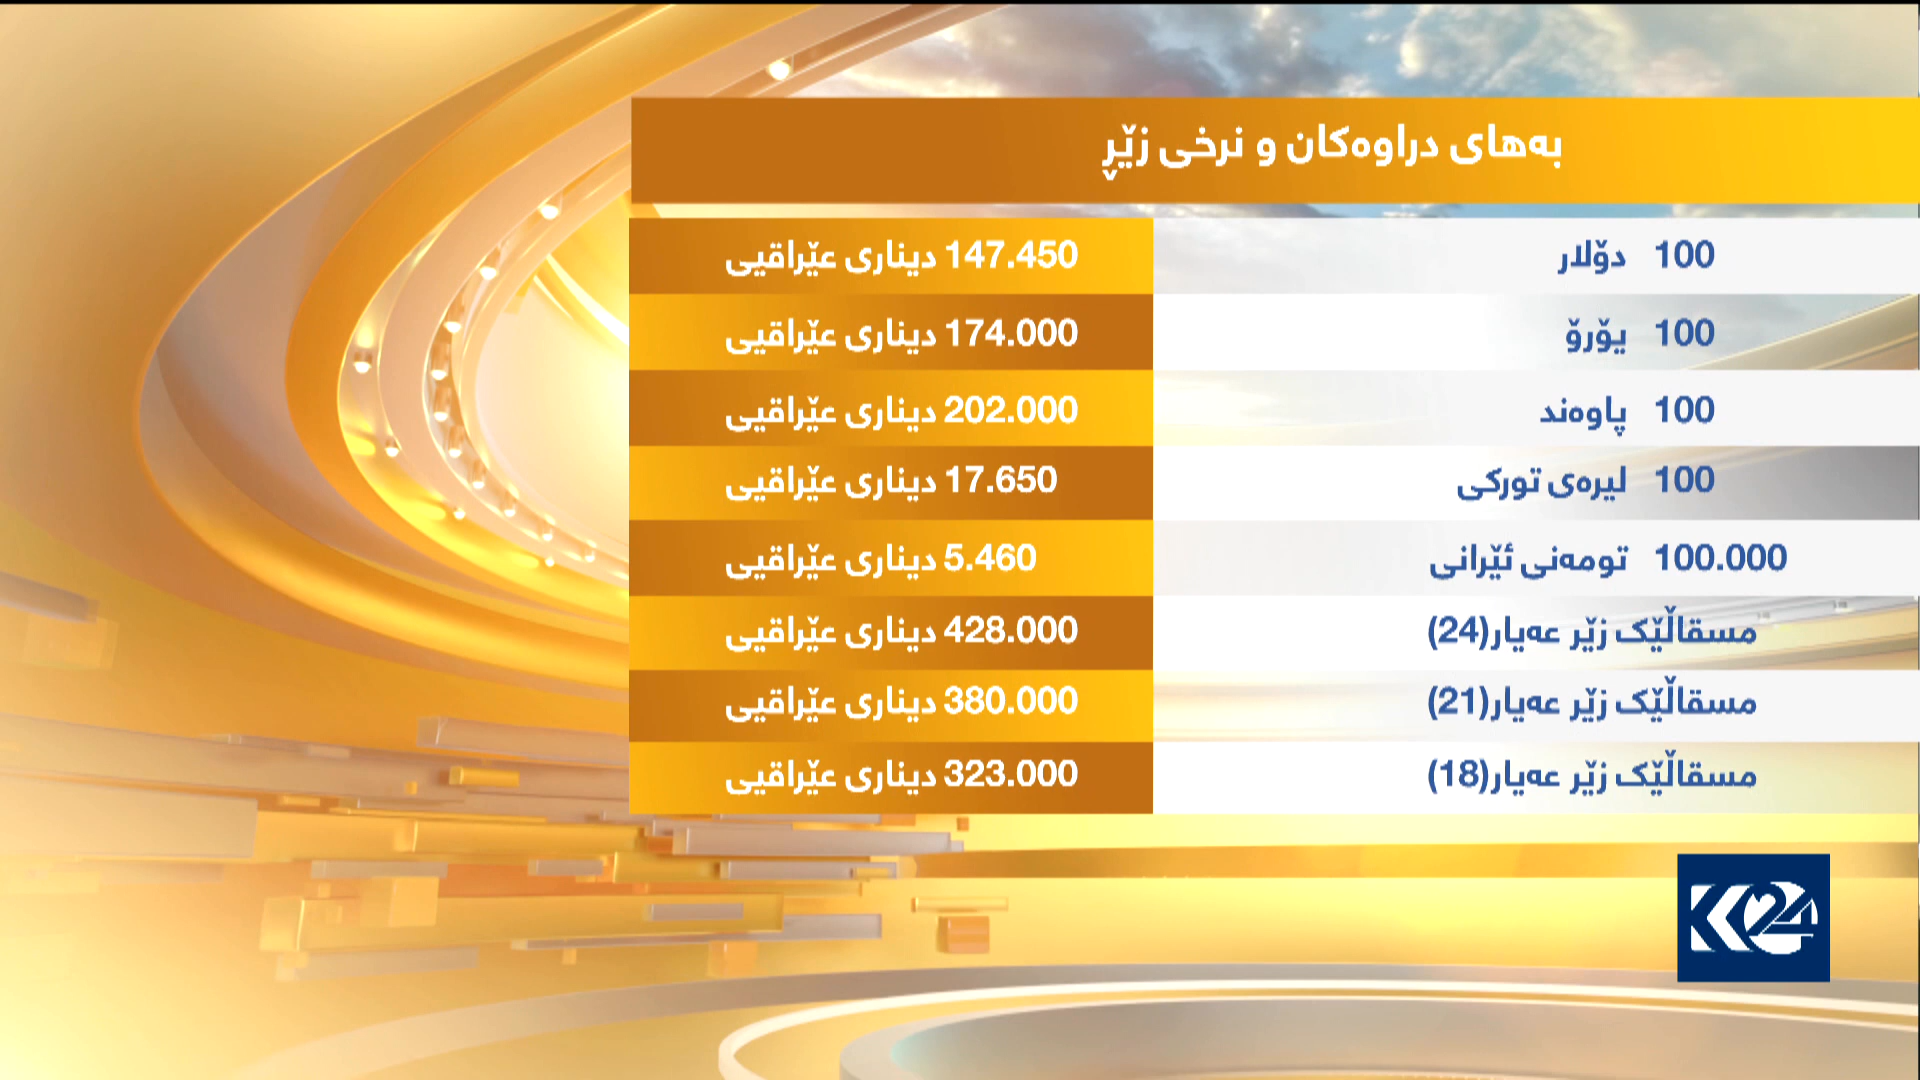 بەهای دراوەکان و نرخی زێڕ
100 دۆلار 147.450 دیناری عێراقیی
100 یۆرۆ 174.000 دیناری عێراقیی
100 پاوەند 202.000 دیناری عێراقیی
100 لیرەی تورکی 17.650 دیناری عێراقیی
100.000 تومەنی ئێرانی 5.460 دیناری عێراقیی
مسقاڵێک زێر عەیار(24) 428.000 دیناری عێراقیی
مسقاڵێک زێر عەیار(21) 380.000 دیناری عێراقیی
مسقاڵێک زێر عەیار(18) 323.000 دیناری عێراقیی
K24